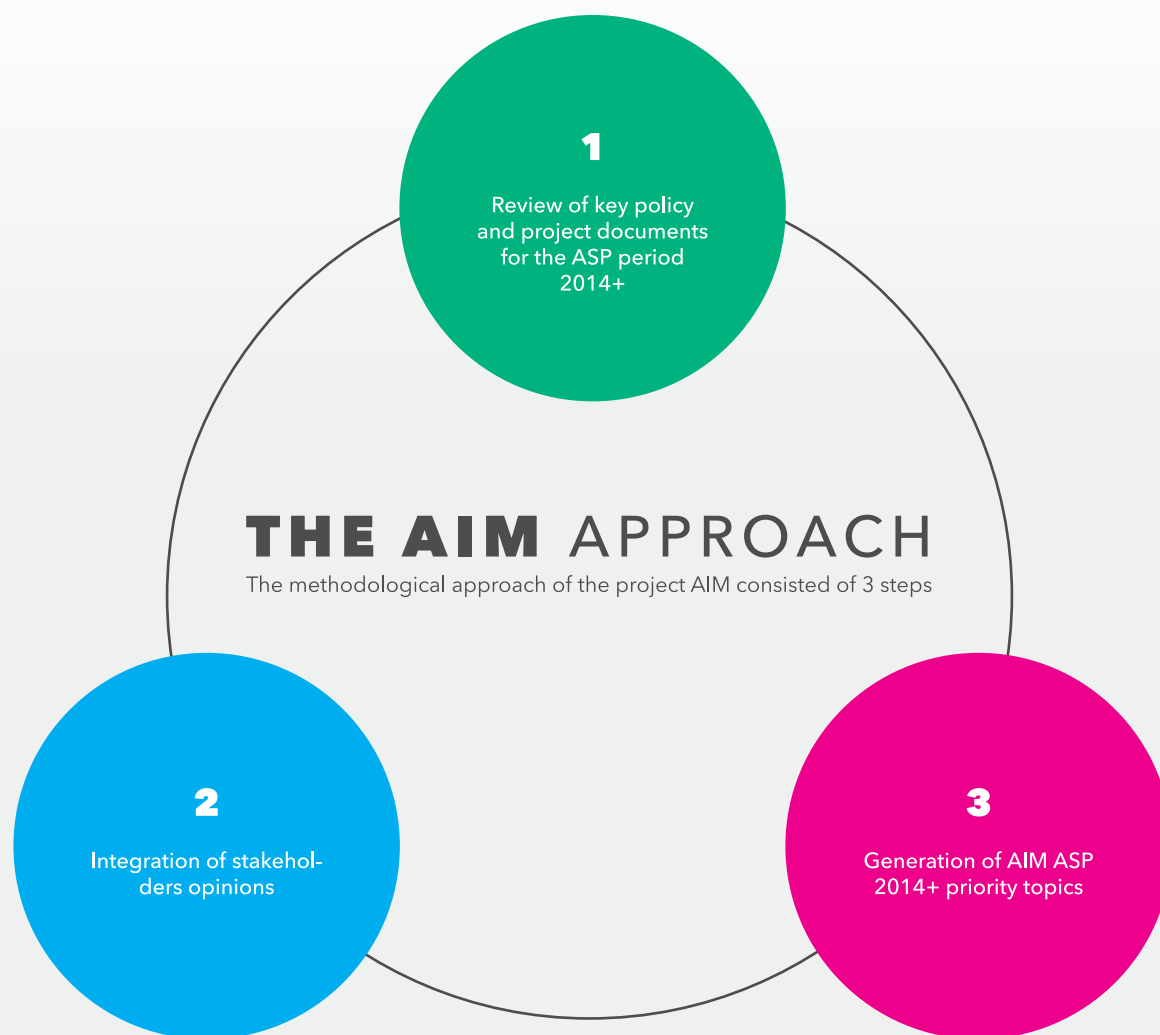 1
Review of key policy
and project documents
for the ASP period
2014+
THE AIM APPROACH
The methodological approach of the project AIM consisted of 3 steps
2
Integration of stakehol-
ders opinions
3
Generation of AIM ASP
2014+ priority topics